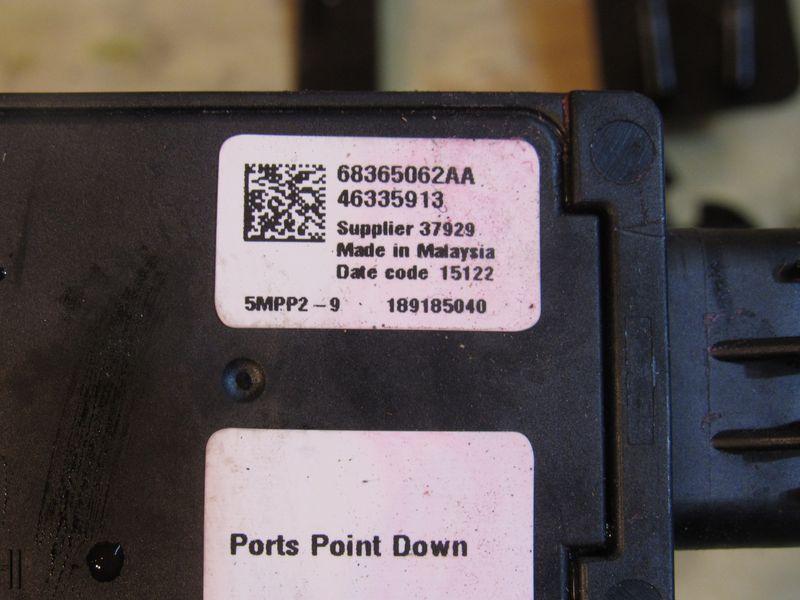 68365062AA
46335913
Supplier 37929
Made in Malaysia
Date code 15122
5MPP2-9 189185040
Ports Point Down